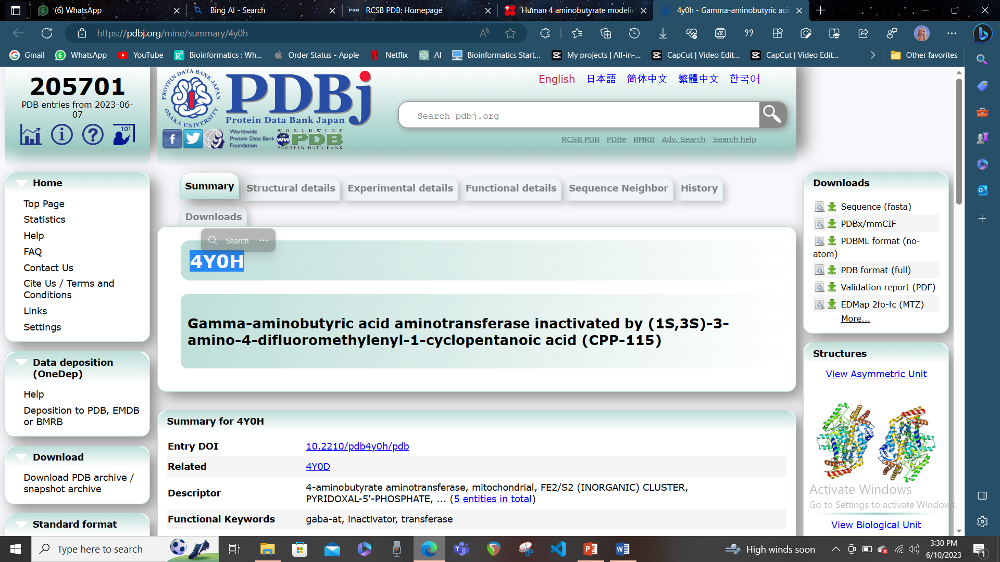 (6) WhatsApp
Bing AI - Search
RCSB PDB: Homepage
Human 4 aminobutyrate modelin
4y0h - Gamma-aminobutyric acid
https://pdbj.org/mine/summary/4y0h
Gmail
WhatsApp
YouTube
Bioinformatics : Wh...
Order Status - Apple
Netflix
AI
Bioinformatics Start...
My projects | All-in-...
CapCut | Video Edit...
CapCut | Video Edit...
Other favorites
205701
PDB entries from 2023-06-
07
101
PROTEIN DATA BANK JAPAN
OSAKA UNIVERSITY
PDBj
Protein Data Bank Japan
Worldwide
Protein Data Bank
Foundation
WORLDWIDE
PDB
PROTEIN DATA BANK
English 日本語 简体中文 繁體中文 한국어
Search pdbj.org
RCSB PDB PDBe BMRB Adv. Search Search help
Home
Top Page
Statistics
Help
FAQ
Contact Us
Cite Us / Terms and
Conditions
Links
Settings
Data deposition
(OneDep)
Help
Deposition to PDB, EMDB
or BMRB
Download
Download PDB archive /
snapshot archive
Standard format
Summary
Structural details
Experimental details
Functional details
Sequence Neighbor
History
Downloads
Search
4Y0H
Gamma-aminobutyric acid aminotransferase inactivated by (1S,3S)-3-
amino-4-difluoromethylenyl-1-cyclopentanoic acid (CPP-115)
Summary for 4Y0H
Entry DOI 10.2210/pdb4y0h/pdb
Related 4Y0D
Descriptor 4-aminobutyrate aminotransferase, mitochondrial, FE2/S2 (INORGANIC) CLUSTER,
PYRIDOXAL-5'-PHOSPHATE, ... (5 entities in total)
Functional Keywords gaba-at, inactivator, transferase
Downloads
Sequence (fasta)
PDBx/mmCIF
PDBML format (no-
atom)
PDB format (full)
Validation report (PDF)
EDMap 2fo-fc (MTZ)
More...
Structures
View Asymmetric Unit
Activate Windows
Go to Settings to activate Windows.
View Biological Unit
Type here to search
High winds soon
3:30 PM
6/10/2023
1